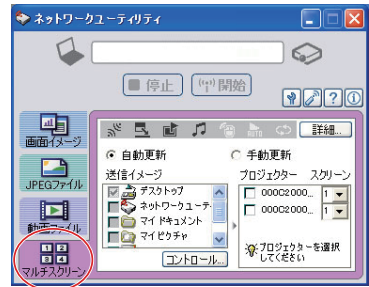 ネットワークユーティリティ
停止 開始
画面イメージ
JPEGファイル
動画ファイル
マルチスクリーン
AUTO 詳細...
自動更新 手動更新
送信イメージ プロジェクター スクリーン
デスクトップ
ネットワークユーテ
マイ ドキュメント
マイ ピクチャ
000C2000... 1
000C2000... 1
コントロール...
プロジェクターを選択
してください
1 2
3 4